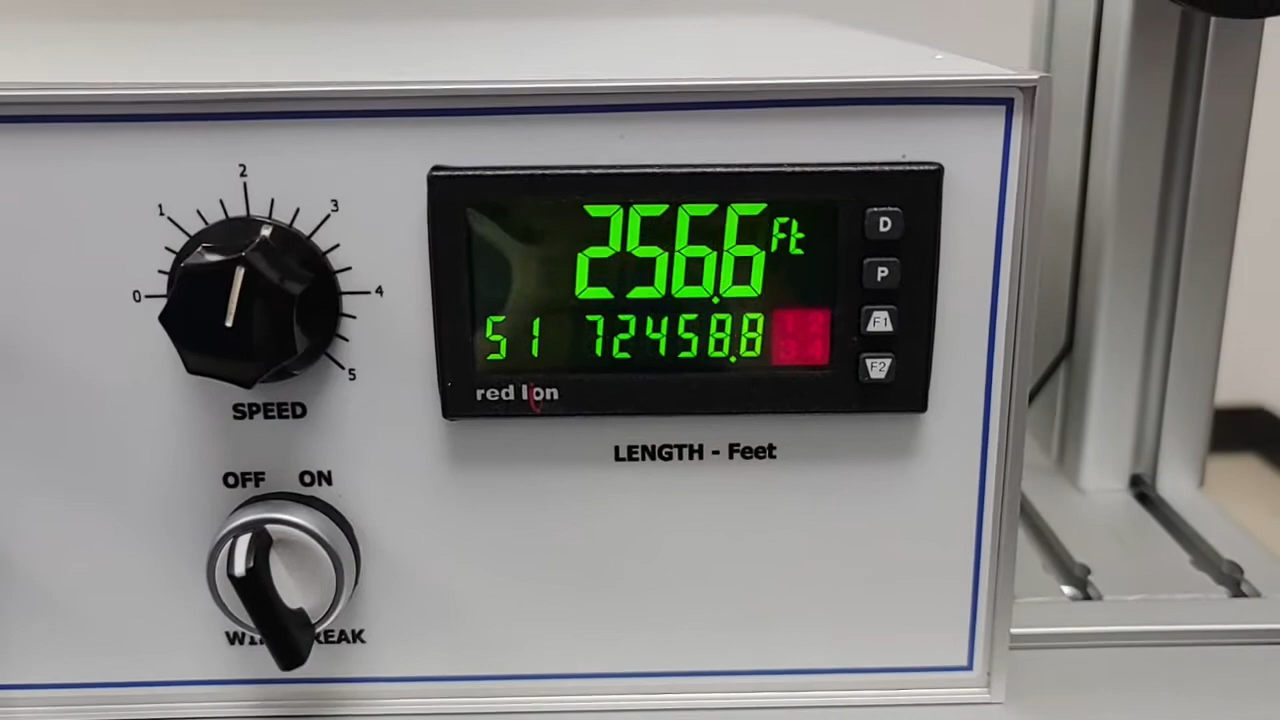 2
1
3
0
4
5
SPEED
256.6 Ft
S1 72458.8
D
P
F1
F2
red lion
LENGTH - Feet
OFF ON